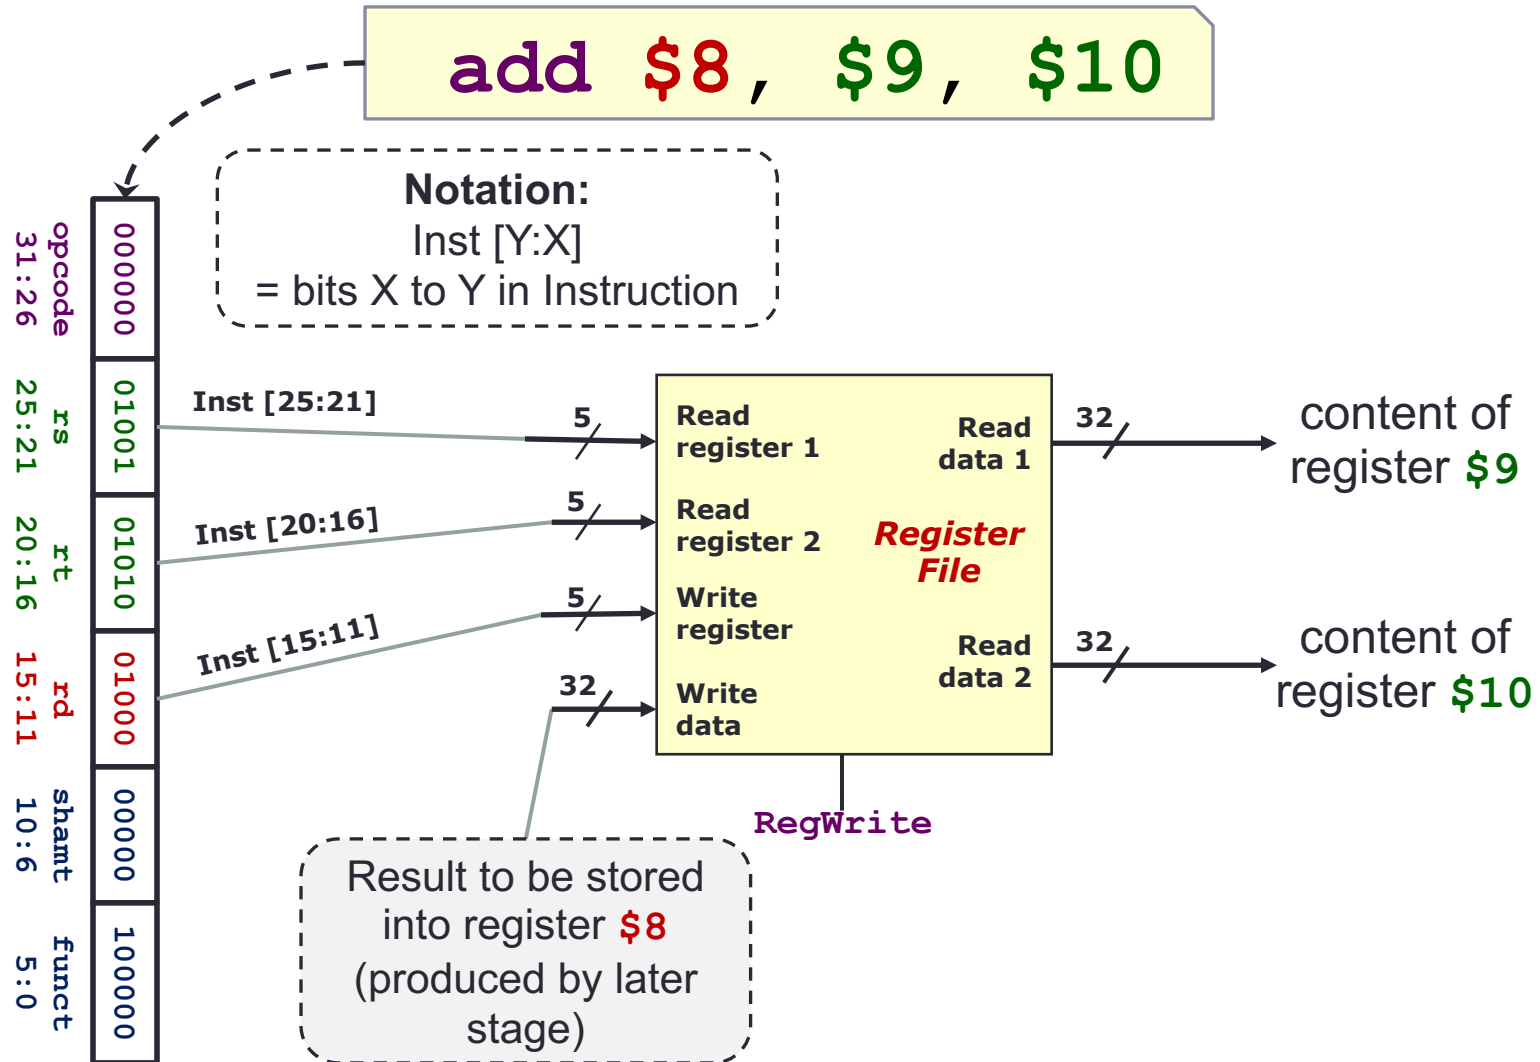 add $8, $9, $10
Notation:
Inst [Y:X]
= bits X to Y in Instruction
opcode
31:26
000000
rs
25:21
01001
rt
20:16
01010
rd
15:11
01000
shamt
10:6
00000
funct
5:0
100000
Inst [25:21]
5
Inst [20:16]
5
Inst [15:11]
5
32
Read
register 1
Read
register 2
Write
register
Write
data
Register
File
Read
data 1
Read
data 2
32
content of
register $9
32
content of
register $10
RegWrite
Result to be stored
into register $8
(produced by later
stage)